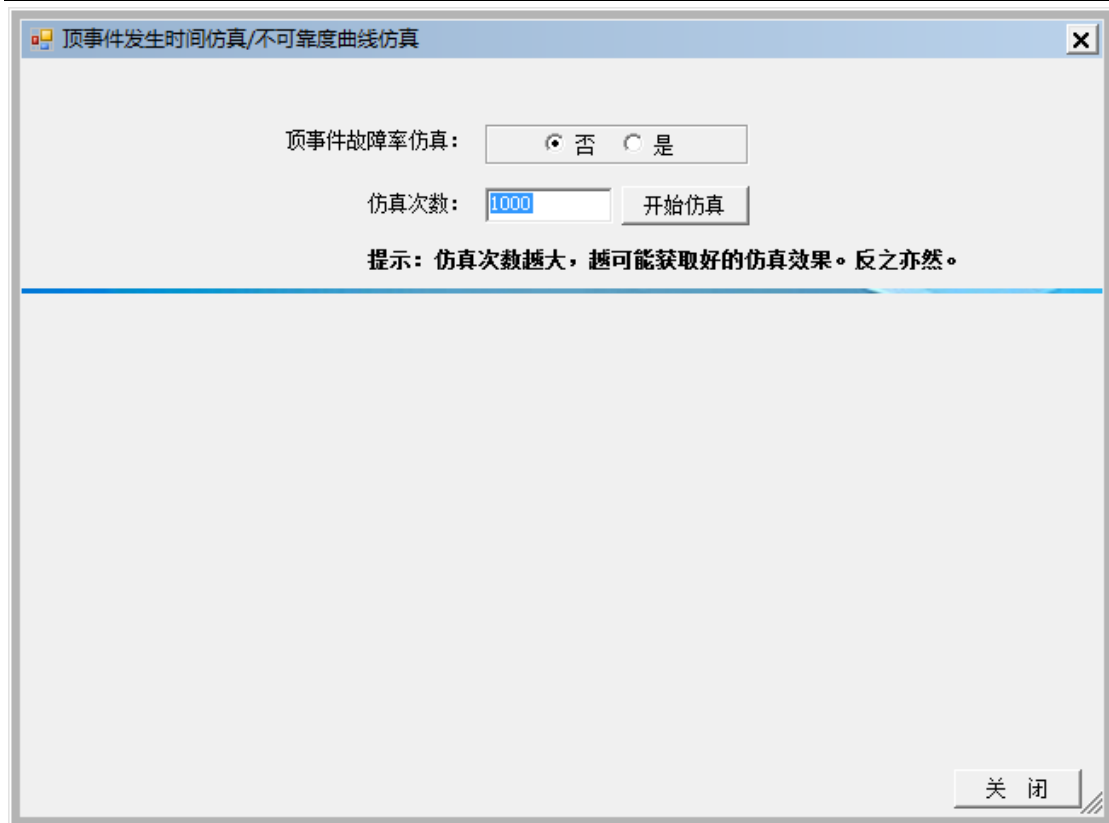 顶事件发生时间仿真/不可靠度曲线仿真
顶事件故障率仿真： 否 是
仿真次数： 1000 开始仿真
提示：仿真次数越大，越可能获取好的仿真效果。反之亦然。
关 闭